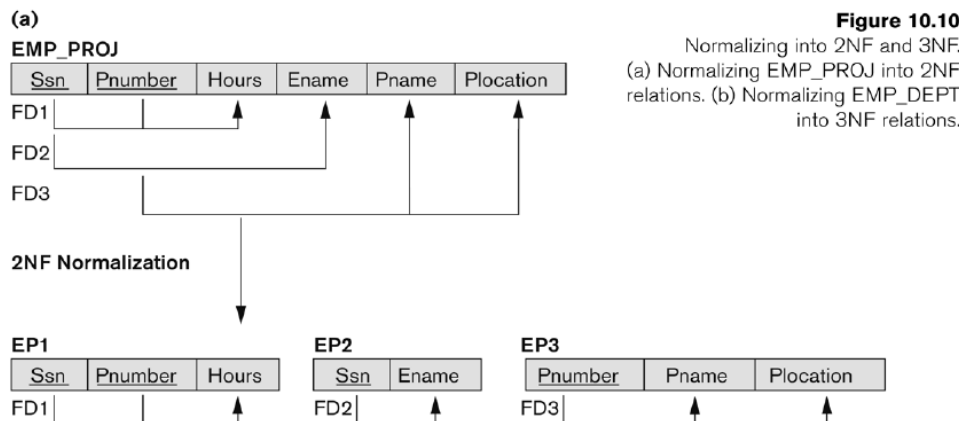 (a)
EMP_PROJ
Ssn Pnumber Hours Ename Pname Plocation
FD1
FD2
FD3
2NF Normalization
EP1 EP2 EP3
Ssn Pnumber Hours Ssn Ename Pnumber Pname Plocation
FD1 FD2 FD3
Figure 10.10
Normalizing into 2NF and 3NF.
(a) Normalizing EMP_PROJ into 2NF
relations. (b) Normalizing EMP_DEPT
into 3NF relations.